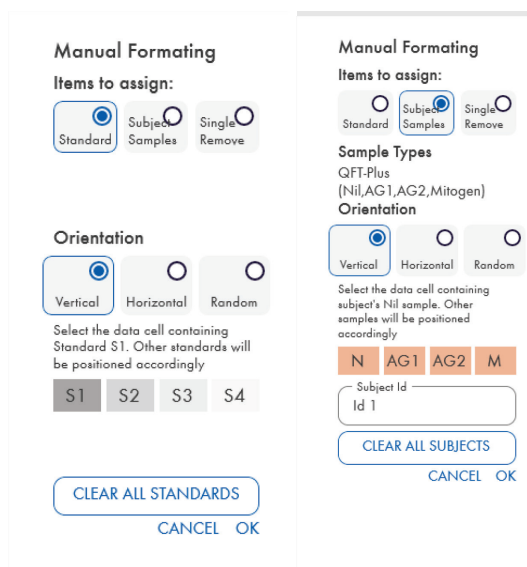 Manual Formating
Items to assign:
Standard
Subject Samples
Single Remove
Orientation
Vertical
Horizontal
Random
Select the data cell containing
Standard S1. Other standards will
be positioned accordingly
S1 S2 S3 S4
CLEAR ALL STANDARDS
CANCEL OK
Manual Formating
Items to assign:
Standard
Subject Samples
Single Remove
Sample Types
QFT-Plus
(Nil,AG1,AG2,Mitogen)
Orientation
Vertical
Horizontal
Random
Select the data cell containing
subject's Nil sample. Other
samples will be positioned
accordingly
N AG1 AG2 M
Subject Id
Id 1
CLEAR ALL SUBJECTS
CANCEL OK